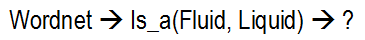 Wordnet → Is_a(Fluid, Liquid) → ?